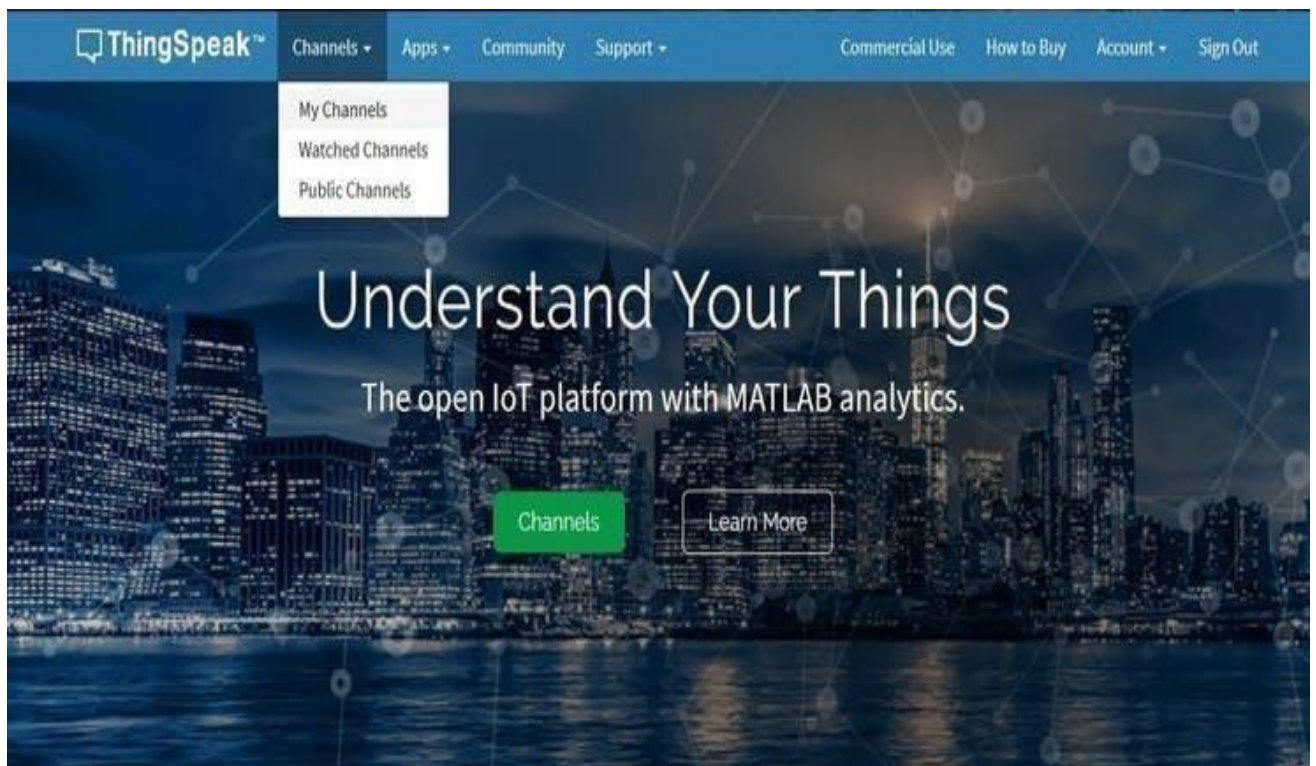 ThingSpeak™ Channels Apps Community Support Commercial Use How to Buy Account Sign Out
My Channels
Watched Channels
Public Channels
Understand Your Things
The open IoT platform with MATLAB analytics.
Channels Learn More